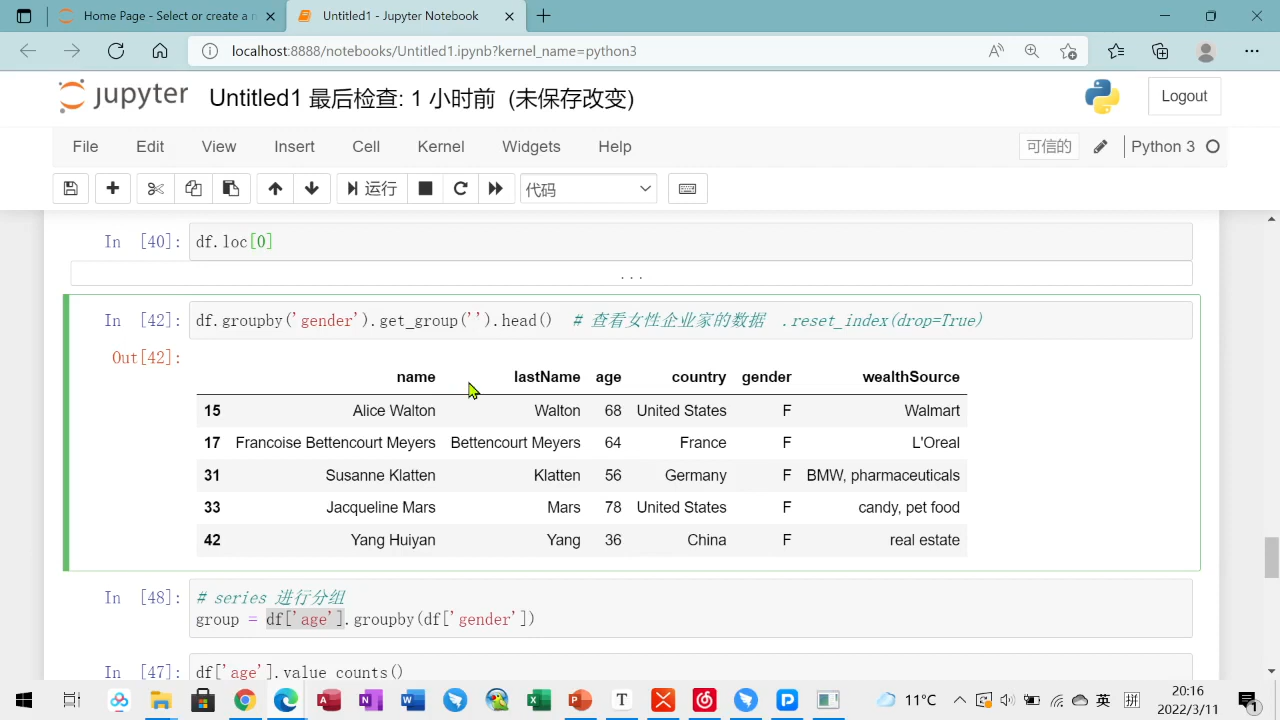 Series - Jupyter Notebook
Untitled1 - Jupyter Notebook
localhost:8888/notebooks/Untitled1.ipynb?kernel_name=python3
jupyter Untitled1 最后检查: 1 小时前 (未保存改变) Logout
File Edit View Insert Cell Kernel Widgets Help 可信的 Python 3
运行 代码
In [40]: df.loc[0]
...
In [42]: df.groupby('gender').get_group('').head() # 查看女性企业家的数据 .reset_index(drop=True)
Out[42]:
name lastName age country gender wealthSource
15 Alice Walton Walton 68 United States F Walmart
17 Francoise Bettencourt Meyers Bettencourt Meyers 64 France F L'Oreal
31 Susanne Klatten Klatten 56 Germany F BMW, pharmaceuticals
33 Jacqueline Mars Mars 78 United States F candy, pet food
42 Yang Huiyan Yang 36 China F real estate
In [48]: # series 进行分组
group = df['age'].groupby(df['gender'])
In [47]: df['age'].value_counts()
11°C 英 拼 20:16
2022/3/11